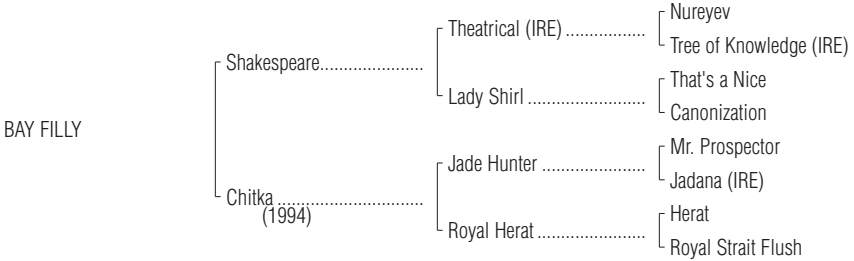 Nureyev
Theatrical (IRE) .................
Tree of Knowledge (IRE)
Shakespeare......................
That's a Nice
Lady Shirl .........................
Canonization
BAY FILLY
Mr. Prospector
Jade Hunter ......................
Jadana (IRE)
Chitka ...............................
(1994)
Herat
Royal Herat .......................
Royal Strait Flush